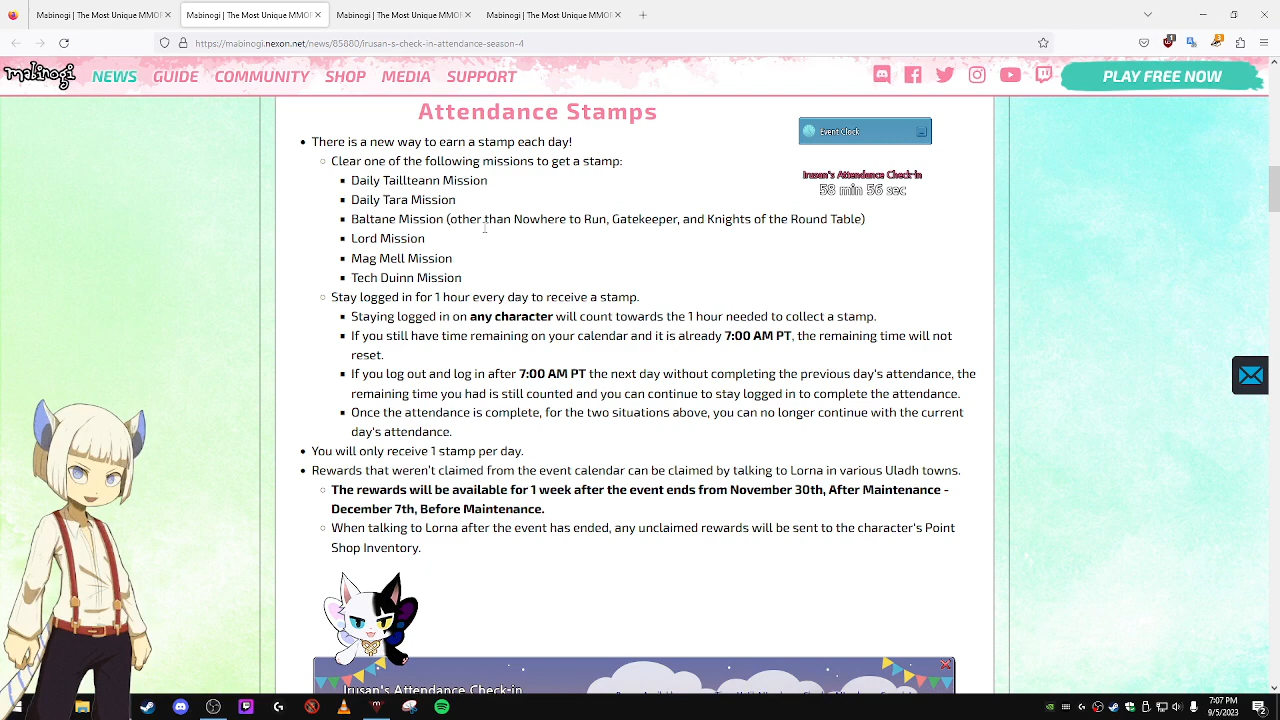 Mabinogi | The Most Unique MMOF
Mabinogi | The Most Unique MMOF
Mabinogi | The Most Unique MMOF
Mabinogi | The Most Unique MMOF
https://mabinogi.nexon.net/news/85880/irusan-s-check-in-attendance-season-4
mabinogi
NEWS
GUIDE
COMMUNITY
SHOP
MEDIA
SUPPORT
PLAY FREE NOW
Attendance Stamps
Event Clock
Irusan's Attendance Check-in
58 min 56 sec
There is a new way to earn a stamp each day!
Clear one of the following missions to get a stamp:
Daily Taillteann Mission
Daily Tara Mission
Baltane Mission (other than Nowhere to Run, Gatekeeper, and Knights of the Round Table)
Lord Mission
Mag Mell Mission
Tech Duinn Mission
Stay logged in for 1 hour every day to receive a stamp.
Staying logged in on any character will count towards the 1 hour needed to collect a stamp.
If you still have time remaining on your calendar and it is already 7:00 AM PT, the remaining time will not
reset.
If you log out and log in after 7:00 AM PT the next day without completing the previous day's attendance, the
remaining time you had is still counted and you can continue to stay logged in to complete the attendance.
Once the attendance is complete, for the two situations above, you can no longer continue with the current
day's attendance.
You will only receive 1 stamp per day.
Rewards that weren't claimed from the event calendar can be claimed by talking to Lorna in various Uladh towns.
The rewards will be available for 1 week after the event ends from November 30th, After Maintenance -
December 7th, Before Maintenance.
When talking to Lorna after the event has ended, any unclaimed rewards will be sent to the character's Point
Shop Inventory.
Irusan's Attendance Check-in
7:07 PM
9/5/2023